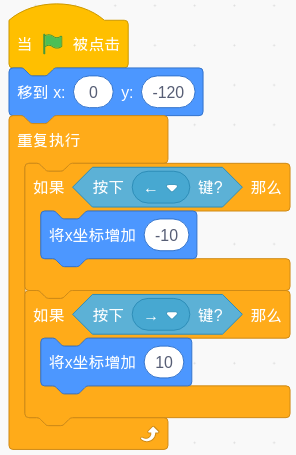 当 被点击
移到 x: 0 y: -120
重复执行
如果 按下 ← 键? 那么
将x坐标增加 -10
如果 按下 → 键? 那么
将x坐标增加 10